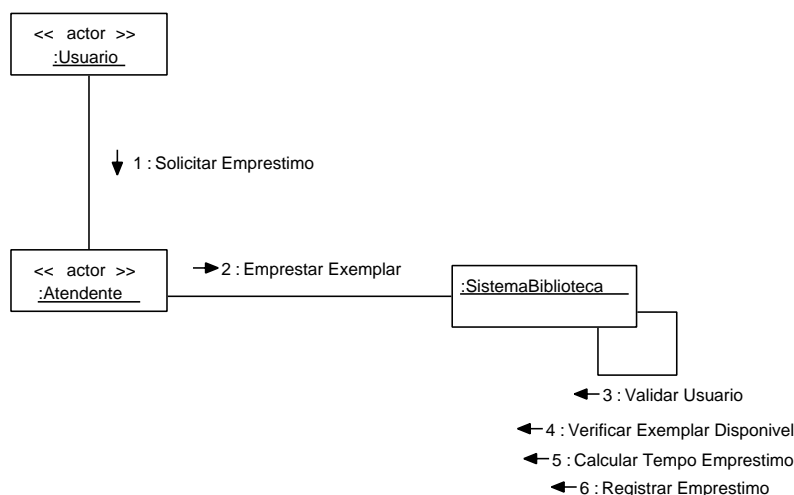 << actor >>
:Usuario
1 : Solicitar Emprestimo
<< actor >>
:Atendente
2 : Emprestar Exemplar
:SistemaBiblioteca
3 : Validar Usuario
4 : Verificar Exemplar Disponivel
5 : Calcular Tempo Emprestimo
6 : Registrar Emprestimo